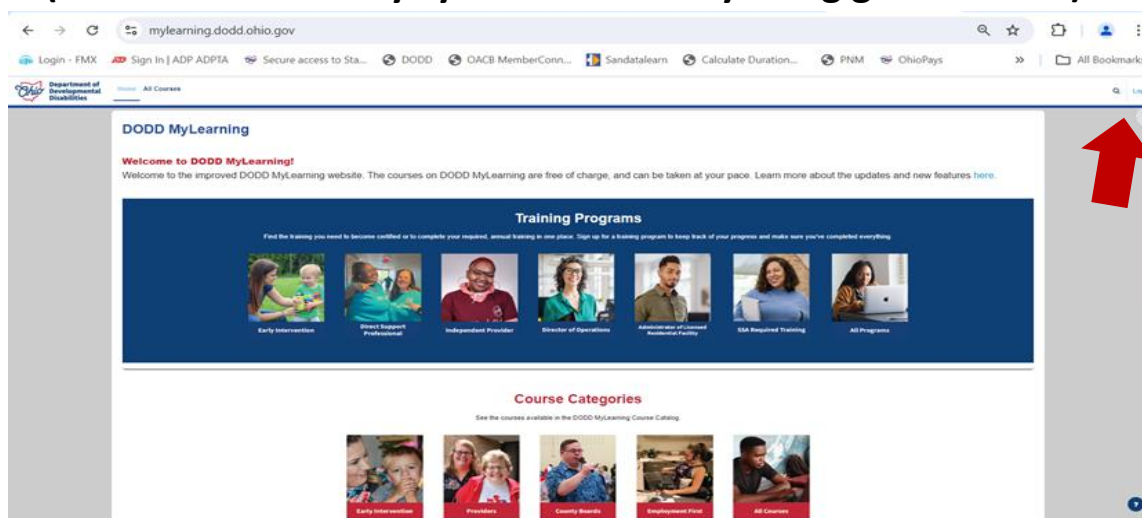 mylearning.dodd.ohio.gov
Login - FMX
Sign In | ADP ADPTA
Secure access to Sta...
DODD
OACB MemberConn...
Sandatalearn
Calculate Duration...
PNM
OhioPays
»
All Bookmarks
Ohio
Department of
Developmental
Disabilities
Home
All Courses
DODD MyLearning
Welcome to DODD MyLearning!
Welcome to the improved DODD MyLearning website. The courses on DODD MyLearning are free of charge, and can be taken at your pace. Learn more about the updates and new features here.
Training Programs
Find the training you need to become certified or to complete your required, annual training in one place. Sign up for a training program to keep track of your progress and make sure you've completed everything.
Early Intervention
Direct Support
Professional
Independent Provider
Director of Operations
Administrator of Licensed
Residential Facility
SSA Required Training
All Programs
Course Categories
See the courses available in the DODD MyLearning Course Catalog.
Early Intervention
Providers
County Boards
Employment First
All Courses
?